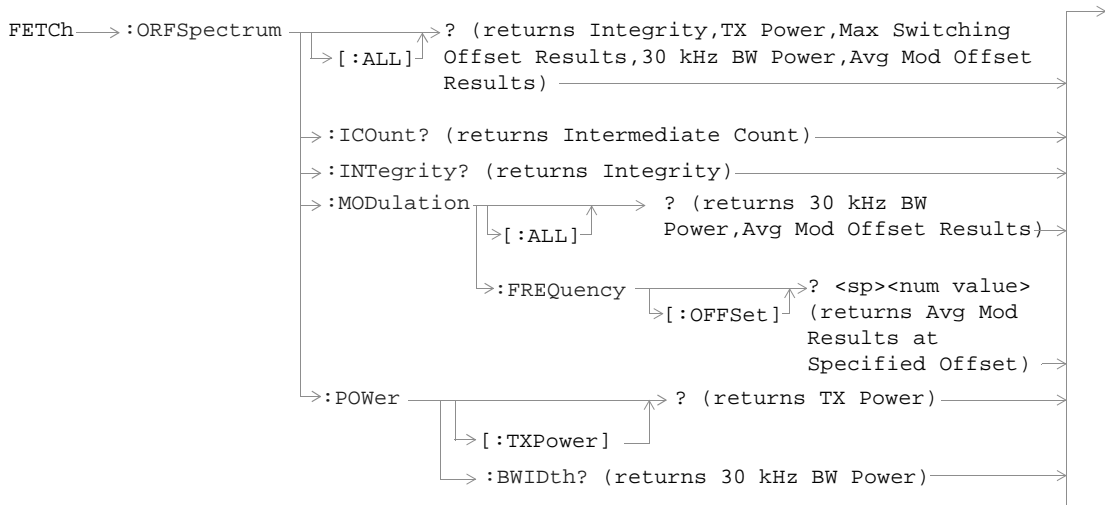 FETCh :ORFSpectrum ? (returns Integrity,TX Power,Max Switching
[:ALL] Offset Results,30 kHz BW Power,Avg Mod Offset
Results)
:ICOunt? (returns Intermediate Count)
:INTegrity? (returns Integrity)
:MODulation ? (returns 30 kHz BW
[:ALL] Power,Avg Mod Offset Results)
:FREQuency ? <sp><num value>
[:OFFSet] (returns Avg Mod
Results at
Specified Offset)
:POWer ? (returns TX Power)
[:TXPower]
:BWIDth? (returns 30 kHz BW Power)